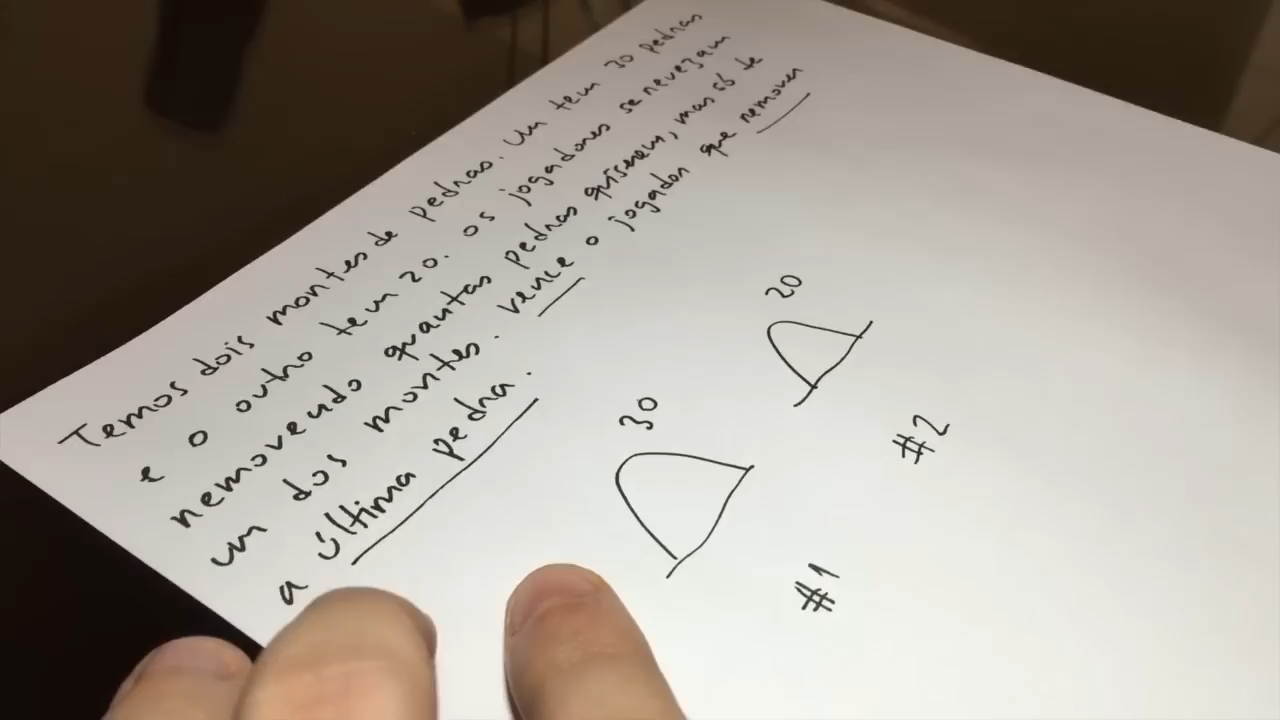 Temos dois montes de pedras. Um tem 30 pedras
e o outro tem 20. os jogadores se revezam
removendo quantas pedras quiserem, mas só de
um dos montes. vence o jogador que remover
a última pedra.
30
20
#1
#2